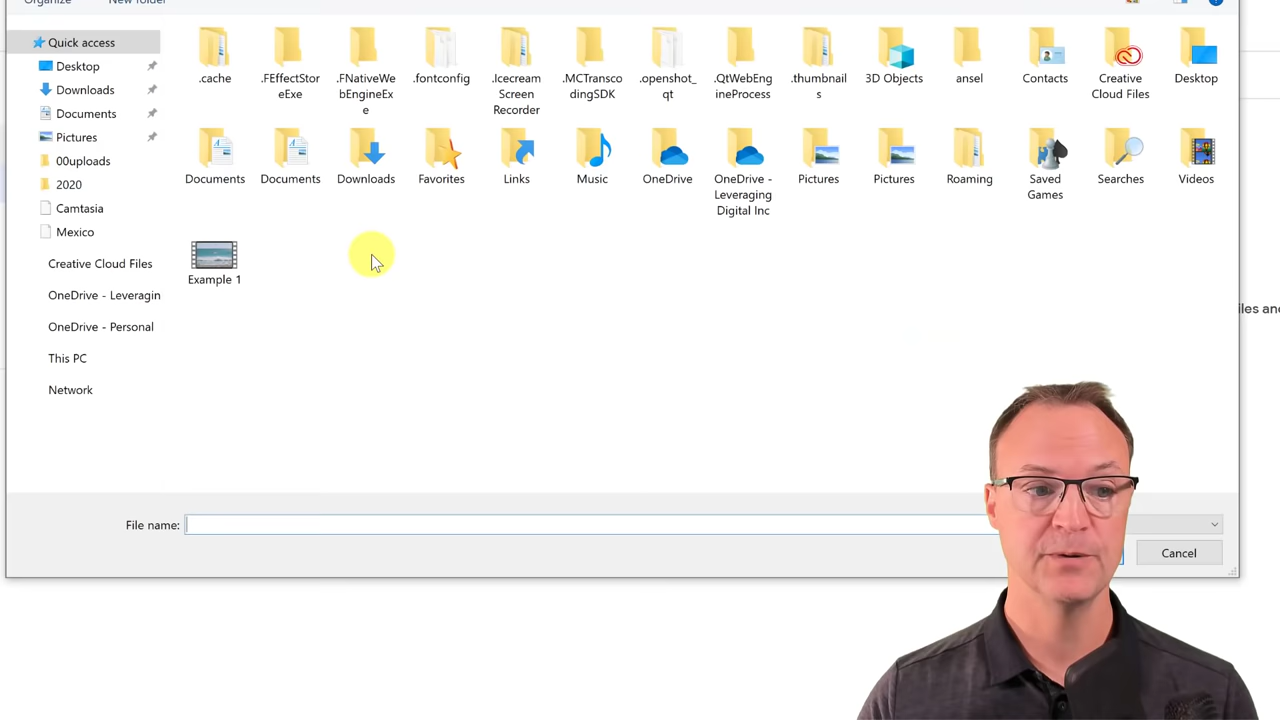 Organize
New folder
Quick access
Desktop
Downloads
Documents
Pictures
00uploads
2020
Camtasia
Mexico
Creative Cloud Files
OneDrive - Leveragin
OneDrive - Personal
This PC
Network
.cache
.FEffectStor
eExe
.FNativeWe
bEngineEx
e
.fontconfig
.Icecream
Screen
Recorder
.MCTransco
dingSDK
.openshot_
qt
.QtWebEng
ineProcess
.thumbnail
s
3D Objects
ansel
Contacts
Creative
Cloud Files
Desktop
Documents
Documents
Downloads
Favorites
Links
Music
OneDrive
OneDrive -
Leveraging
Digital Inc
Pictures
Pictures
Roaming
Saved
Games
Searches
Videos
Example 1
iles and
File name:
Cancel